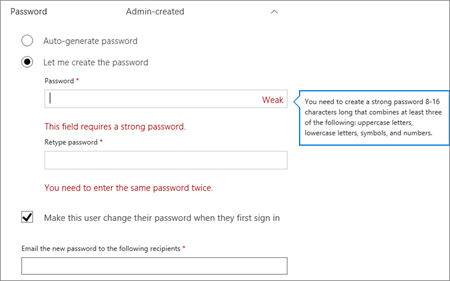 Password Admin-created
Auto-generate password
Let me create the password
Password *
Weak
You need to create a strong password 8-16
characters long that combines at least three
of the following: uppercase letters,
lowercase letters, symbols, and numbers.
This field requires a strong password.
Retype password *
You need to enter the same password twice.
Make this user change their password when they first sign in
Email the new password to the following recipients *